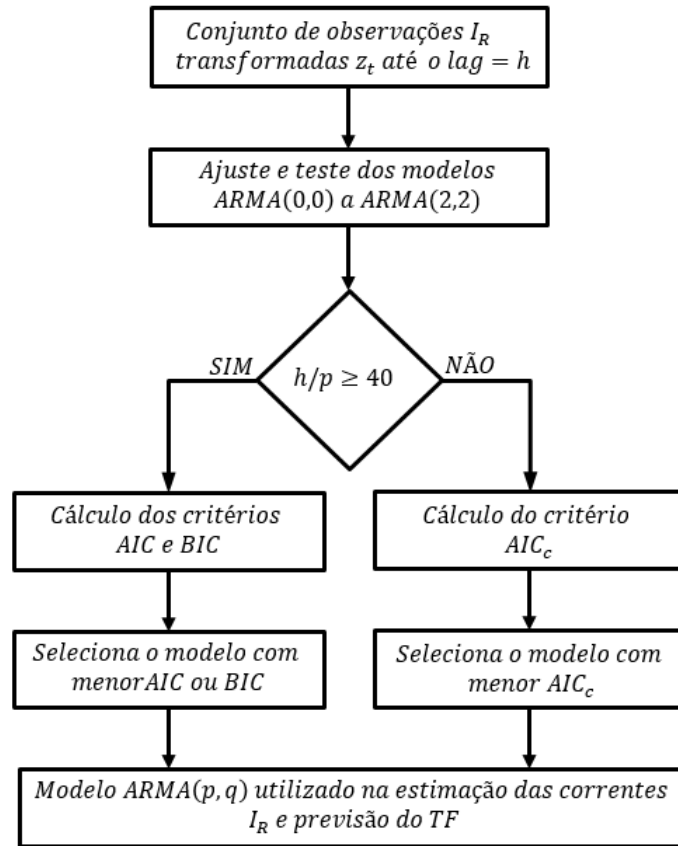 Conjunto de observações I_R
transformadas z_t até o lag = h
Ajuste e teste dos modelos
ARMA(0,0) a ARMA(2,2)
SIM
h/p ≥ 40
NÃO
Cálculo dos critérios
AIC e BIC
Cálculo do critério
AIC_c
Seleciona o modelo com
menorAIC ou BIC
Seleciona o modelo com
menor AIC_c
Modelo ARMA(p, q) utilizado na estimação das correntes
I_R e previsão do TF